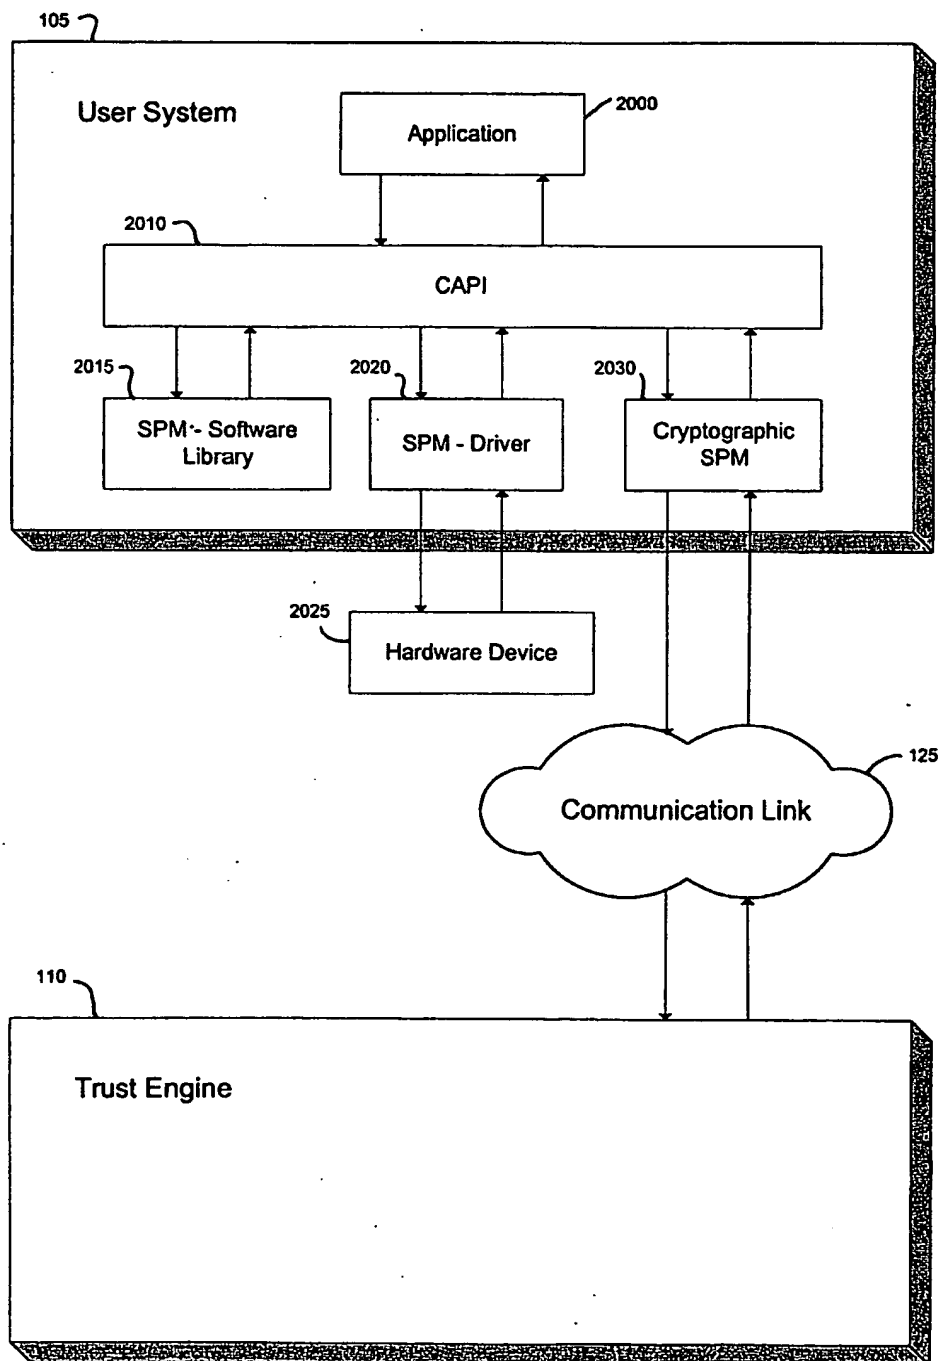 105
User System
2000
Application
2010
CAPI
2015
2020
2030
SPM - Software
Library
SPM - Driver
Cryptographic
SPM
2025
Hardware Device
125
Communication Link
110
Trust Engine